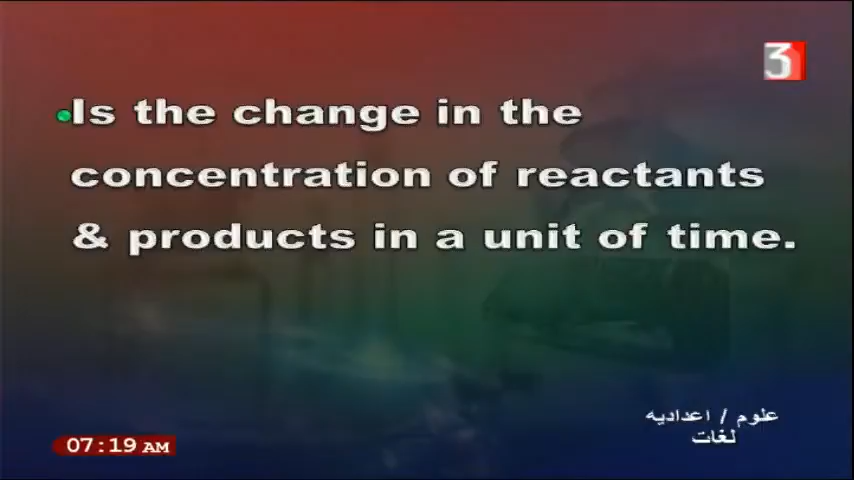 3
Is the change in the
concentration of reactants
& products in a unit of time.
علوم / اعداديه
لغات
07:19 AM